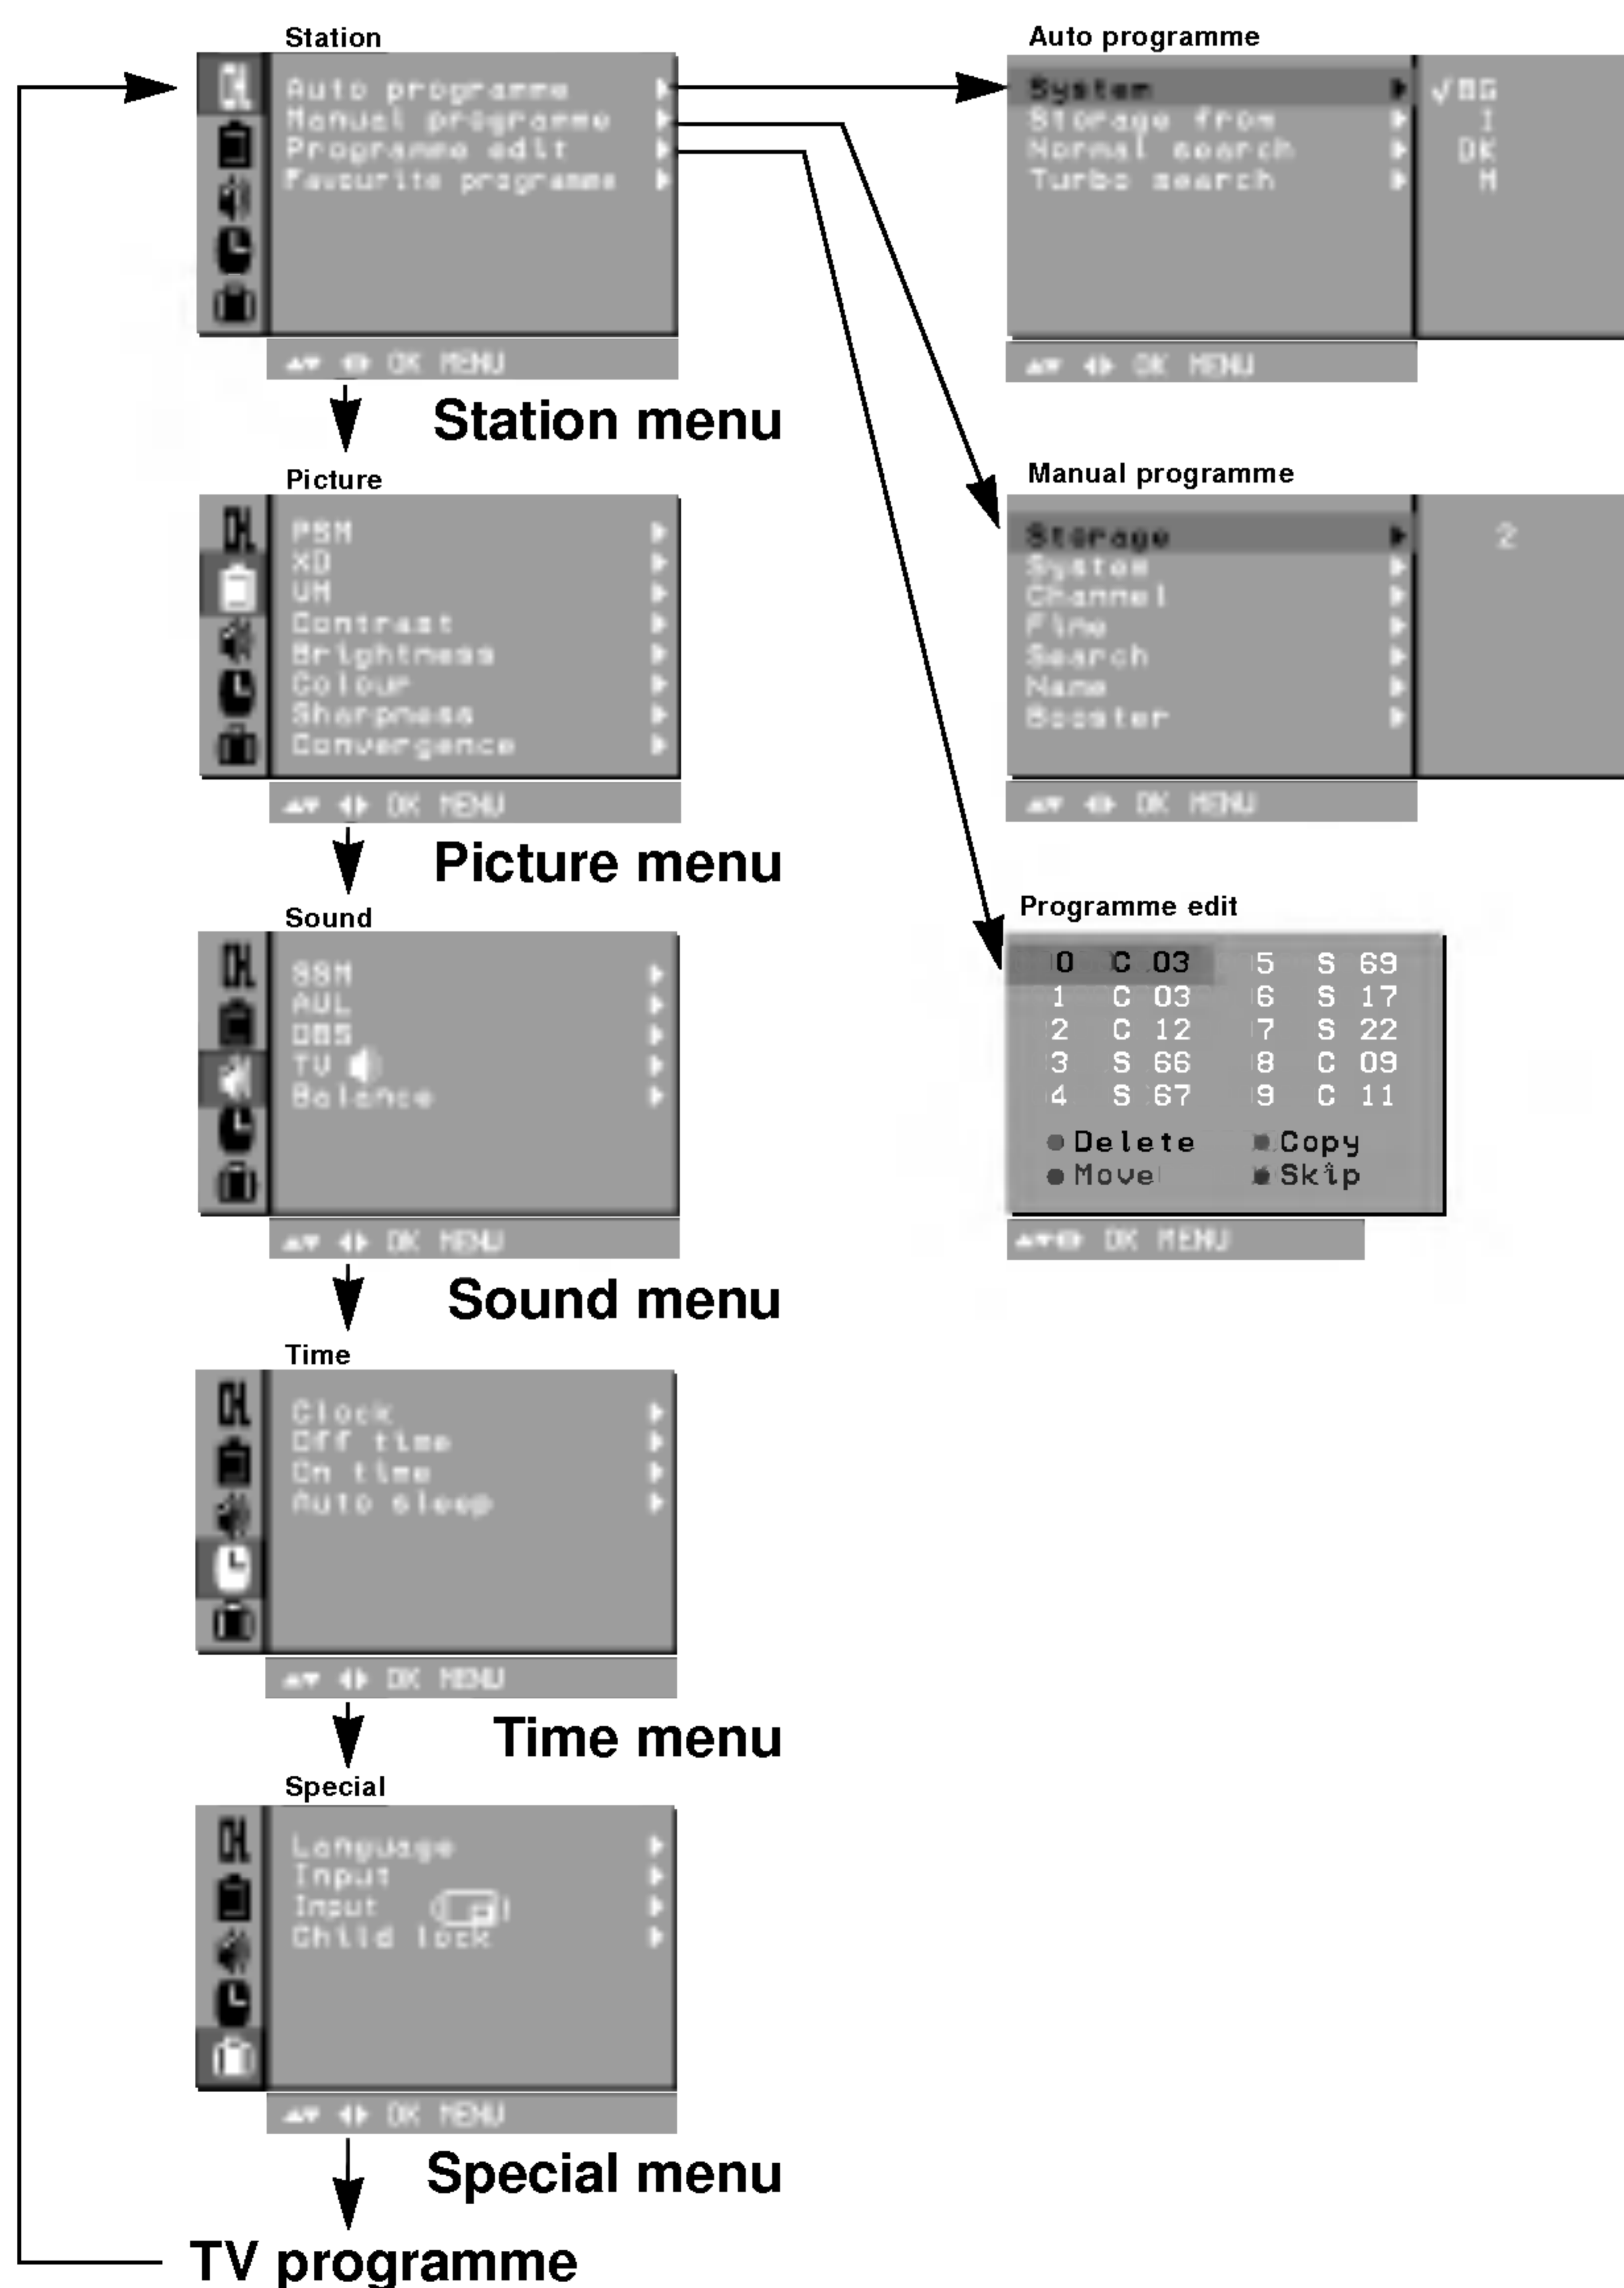 Station
Auto programme
Manual programme
Programme edit
Favourite programme
OK MENU
Station menu
Auto programme
System
Storage from
Normal search
Turbo search
√ BG
I
DK
M
OK MENU
Picture
PSM
XD
VM
Contrast
Brightness
Colour
Sharpness
Convergence
OK MENU
Picture menu
Manual programme
Storage
System
Channel
Fine
Search
Name
Booster
2
OK MENU
Sound
SSM
AVL
DBS
TV
Balance
OK MENU
Sound menu
Programme edit
0 C 03 5 S 69
1 C 03 6 S 17
2 C 12 7 S 22
3 S 66 8 C 09
4 S 67 9 C 11
Delete Copy
Move Skip
OK MENU
Time
Clock
Off time
On time
Auto sleep
OK MENU
Time menu
Special
Language
Input
Input
Child lock
OK MENU
Special menu
TV programme